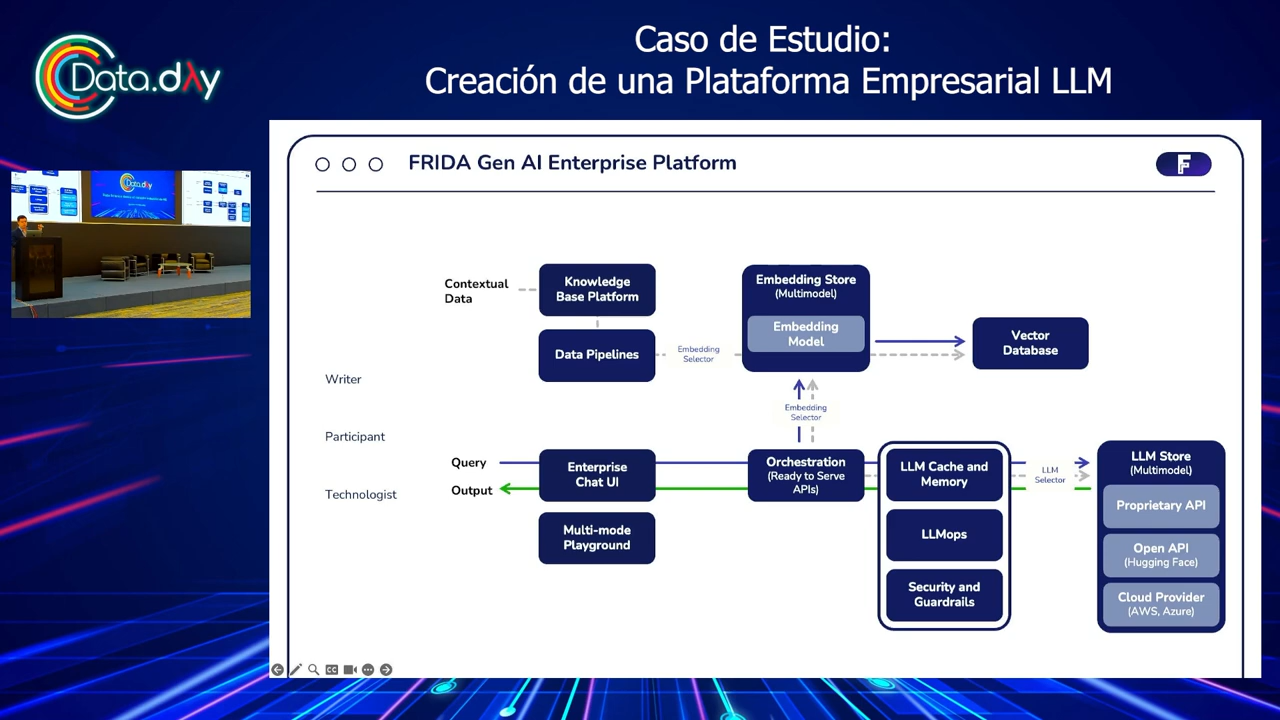 Data.dλy
Caso de Estudio:
Creación de una Plataforma Empresarial LLM
FRIDA Gen AI Enterprise Platform
F
Contextual
Data
Knowledge
Base Platform
Data Pipelines
Embedding
Selector
Embedding Store
(Multimodel)
Embedding
Model
Vector
Database
Writer
Participant
Technologist
Embedding
Selector
Query
Output
Enterprise
Chat UI
Multi-mode
Playground
Orchestration
(Ready to Serve
APIs)
LLM Cache and
Memory
LLMops
Security and
Guardrails
LLM
Selector
LLM Store
(Multimodel)
Proprietary API
Open API
(Hugging Face)
Cloud Provider
(AWS, Azure)
CC